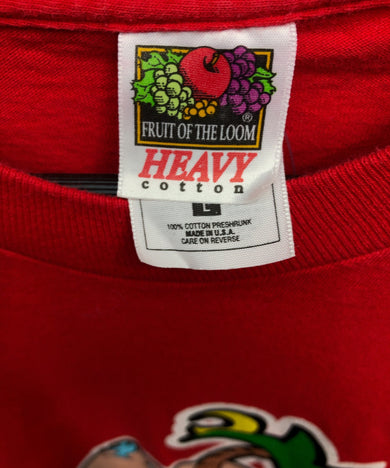 FRUIT OF THE LOOM
®
HEAVY
cotton
L
100% COTTON PRESHRUNK
MADE IN U.S.A.
CARE ON REVERSE